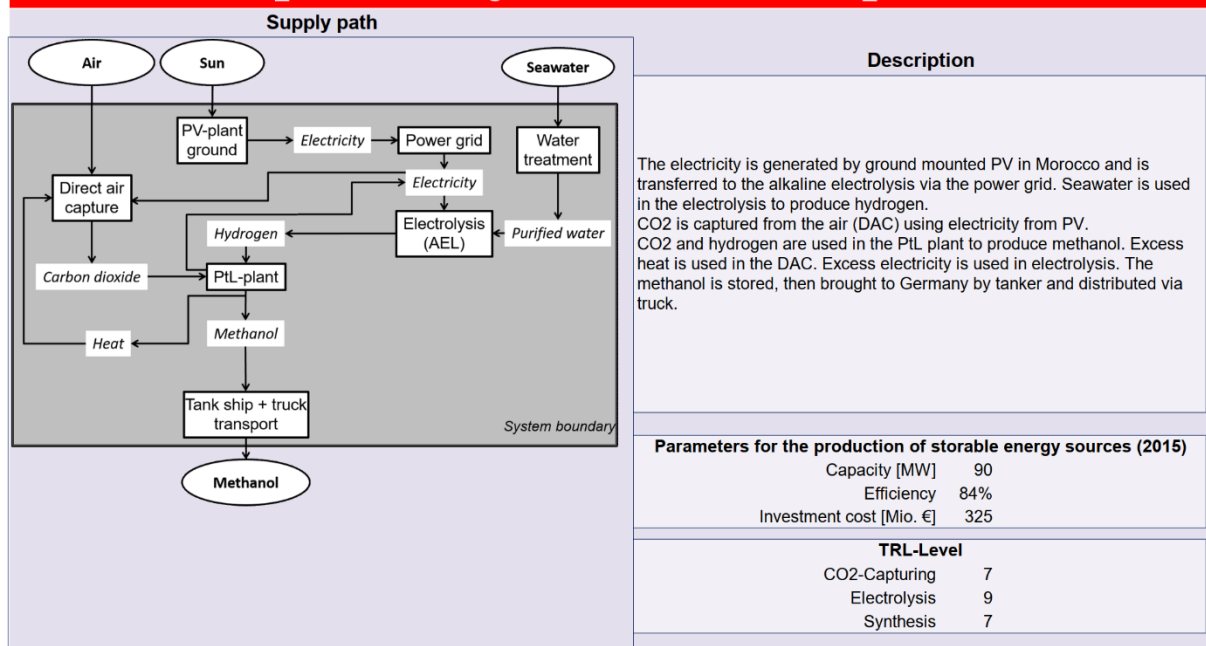 Supply path
Air
Sun
Seawater
PV-plant
ground
Electricity
Power grid
Water
treatment
Direct air
capture
Electricity
Hydrogen
Electrolysis
(AEL)
Purified water
Carbon dioxide
PtL-plant
Heat
Methanol
Tank ship + truck
transport
System boundary
Methanol
Description
The electricity is generated by ground mounted PV in Morocco and is
transferred to the alkaline electrolysis via the power grid. Seawater is used
in the electrolysis to produce hydrogen.
CO2 is captured from the air (DAC) using electricity from PV.
CO2 and hydrogen are used in the PtL plant to produce methanol. Excess
heat is used in the DAC. Excess electricity is used in electrolysis. The
methanol is stored, then brought to Germany by tanker and distributed via
truck.
Parameters for the production of storable energy sources (2015)
Capacity [MW] 90
Efficiency 84%
Investment cost [Mio. €] 325
TRL-Level
CO2-Capturing 7
Electrolysis 9
Synthesis 7